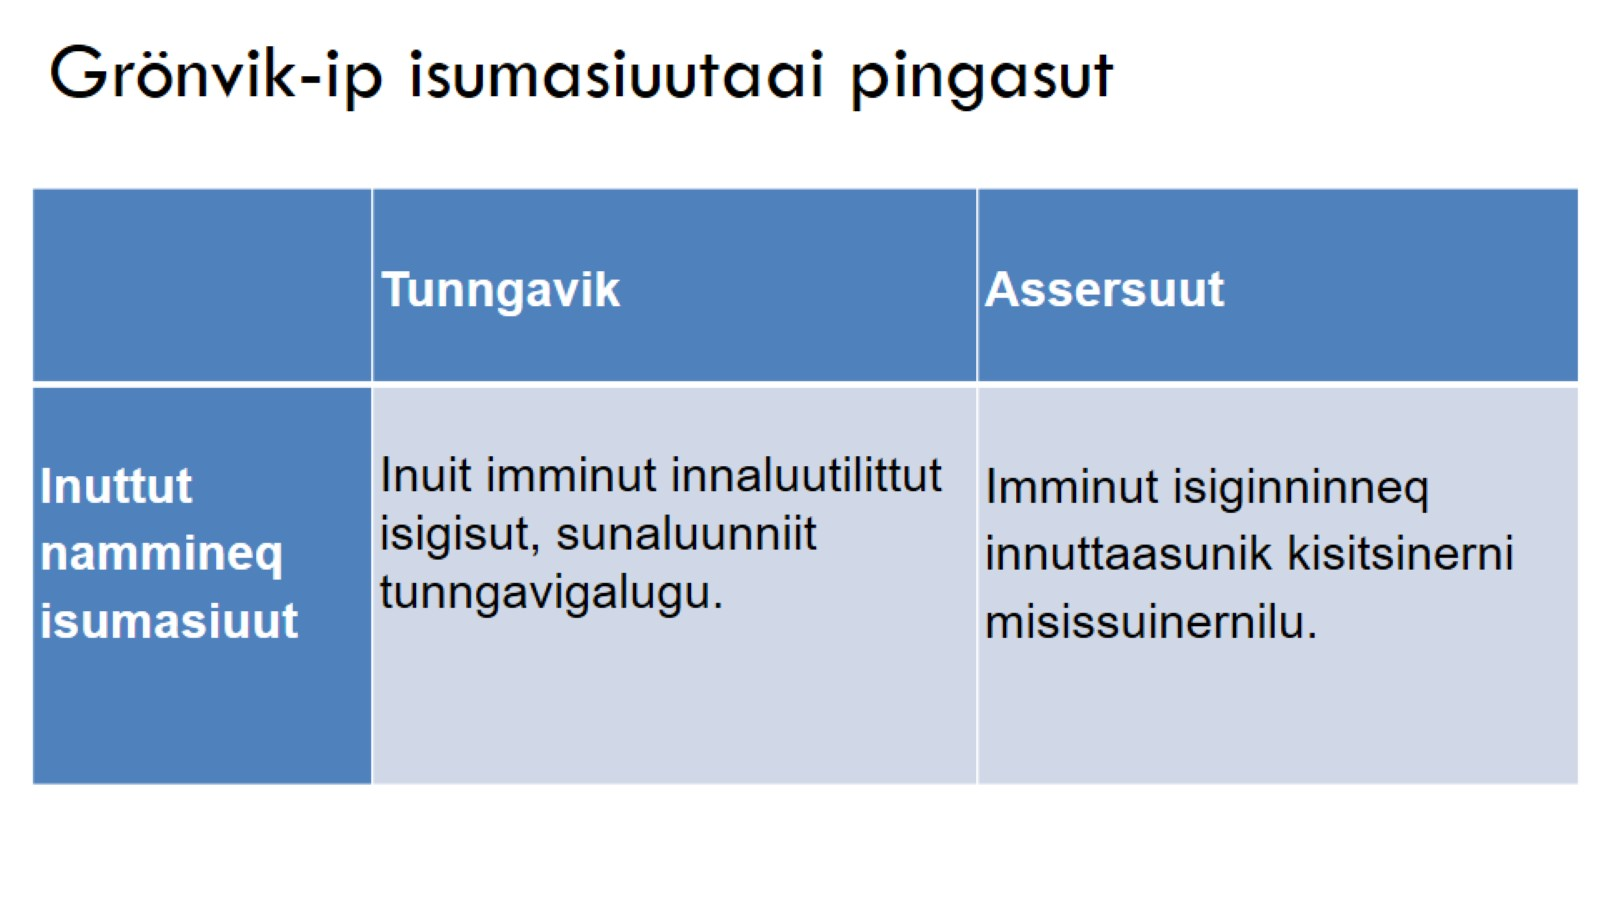 Grönvik-ip isumasiuutaai pingasut
Tunngavik
Assersuut
Inuttut
nammineq
isumasiuut
Inuit imminut innaluutilittut
isigisut, sunaluunniit
tunngavigalugu.
Imminut isiginninneq
innuttaasunik kisitsinerni
misissuinernilu.